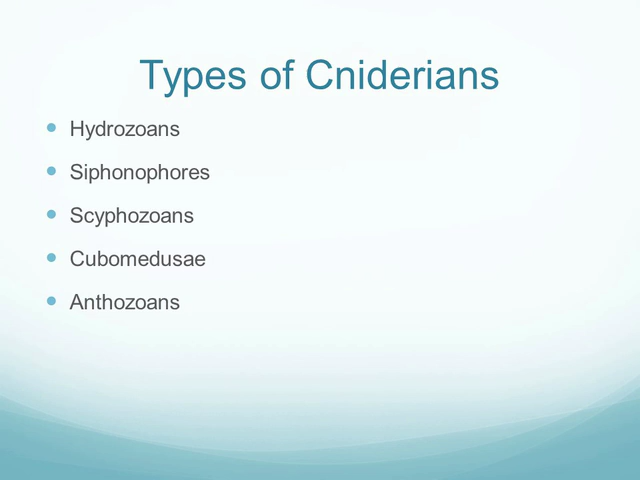 Types of Cniderians
Hydrozoans
Siphonophores
Scyphozoans
Cubomedusae
Anthozoans